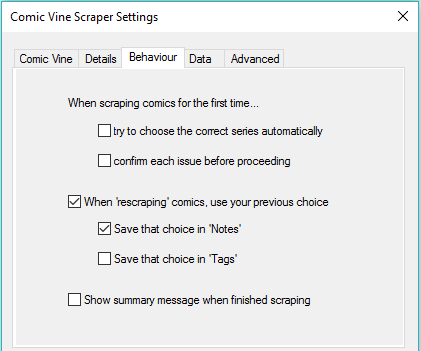 Comic Vine Scraper Settings
Comic Vine Details Behaviour Data Advanced
When scraping comics for the first time...
try to choose the correct series automatically
confirm each issue before proceeding
When 'rescraping' comics, use your previous choice
Save that choice in 'Notes'
Save that choice in 'Tags'
Show summary message when finished scraping